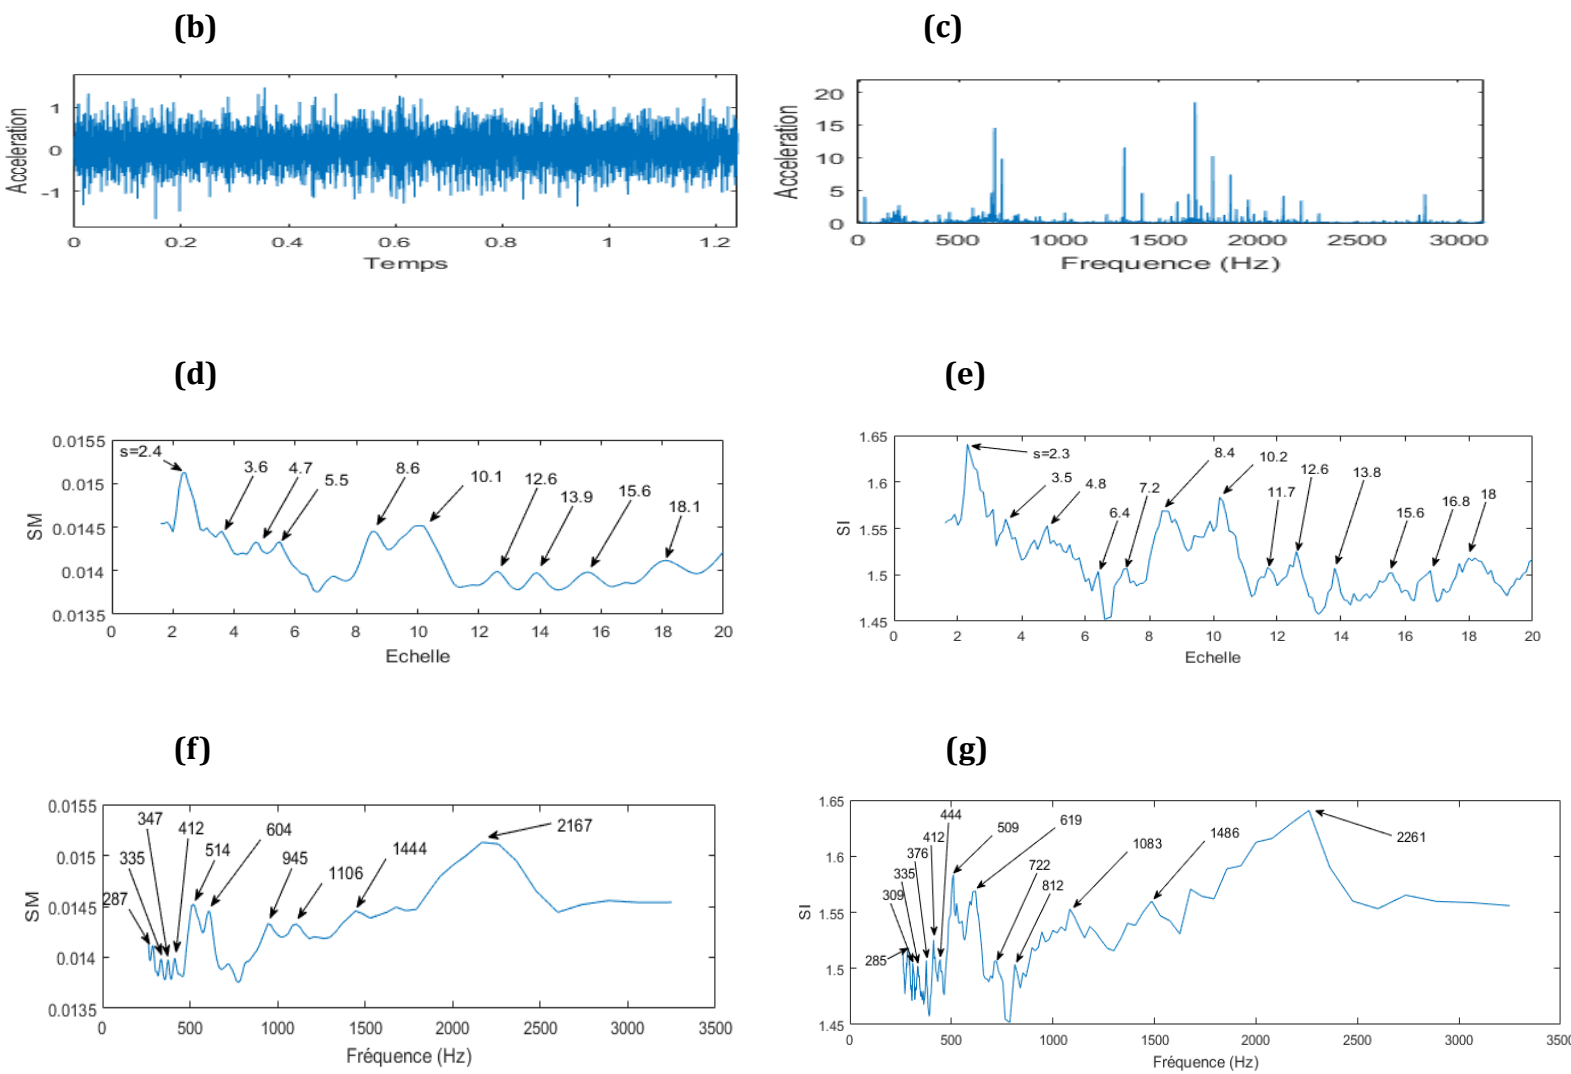 (b)
(c)
Acceleration
1
0
-1
0 0.2 0.4 0.6 0.8 1 1.2
Temps
Acceleration
20
15
10
5
0
0 500 1000 1500 2000 2500 3000
Frequence (Hz)
(d)
(e)
SM
0.0155
0.015
0.0145
0.014
0.0135
s=2.4
3.6
4.7
5.5
8.6
10.1
12.6
13.9
15.6
18.1
0 2 4 6 8 10 12 14 16 18 20
Echelle
SI
1.65
1.6
1.55
1.5
1.45
s=2.3
3.5
4.8
6.4
7.2
8.4
10.2
11.7
12.6
13.8
15.6
16.8
18
0 2 4 6 8 10 12 14 16 18 20
Echelle
(f)
(g)
SM
0.0155
0.015
0.0145
0.014
0.0135
287
335
347
412
514
604
945
1106
1444
2167
0 500 1000 1500 2000 2500 3000 3500
Fréquence (Hz)
SI
1.65
1.6
1.55
1.5
1.45
285
309
335
376
412
444
509
619
722
812
1083
1486
2261
0 500 1000 1500 2000 2500 3000 3500
Fréquence (Hz)